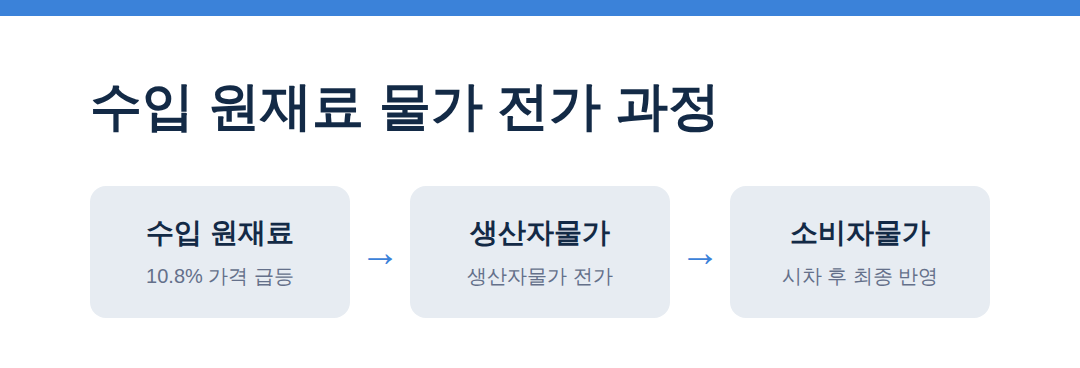 수입 원재료 물가 전가 과정
수입 원재료
10.8% 가격 급등
→
생산자물가
생산자물가 전가
→
소비자물가
시차 후 최종 반영